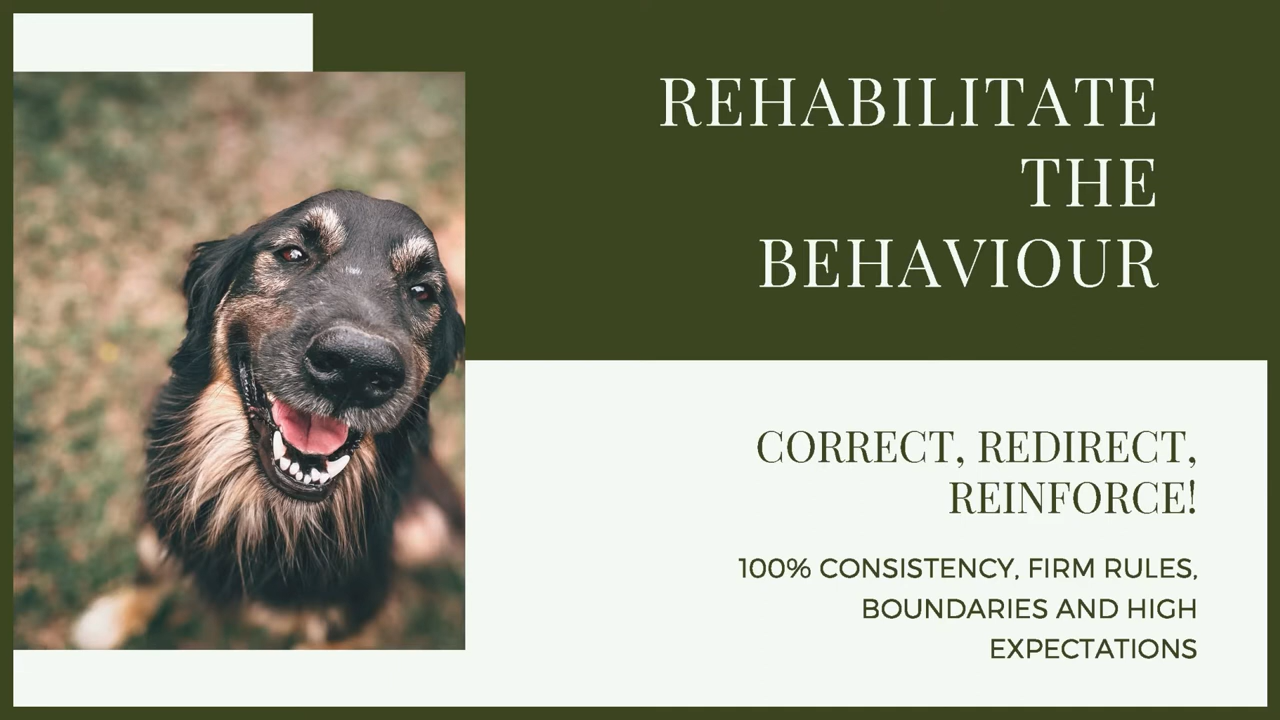 REHABILITATE
THE
BEHAVIOUR
CORRECT, REDIRECT,
REINFORCE!
100% CONSISTENCY, FIRM RULES,
BOUNDARIES AND HIGH
EXPECTATIONS